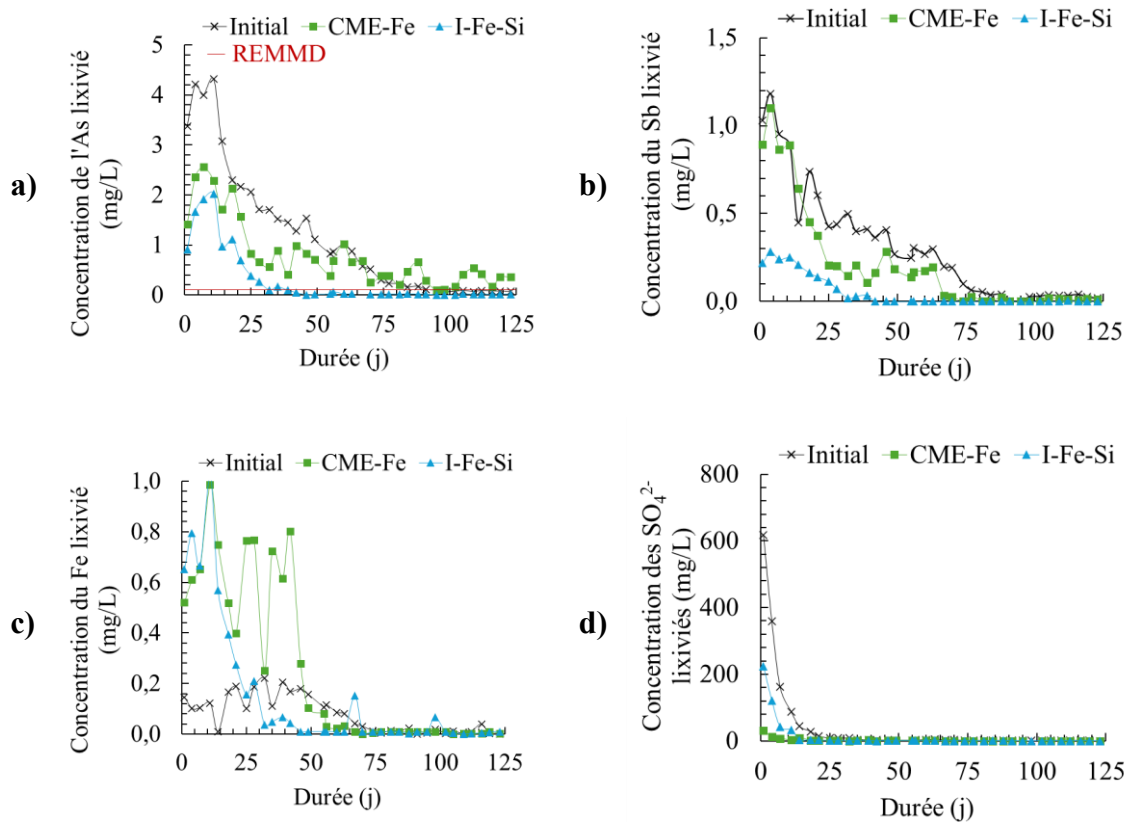 a)
Initial CME-Fe I-Fe-Si
REMMD
Concentration de l'As lixivié
(mg/L)
5
4
3
2
1
0
0 25 50 75 100 125
Durée (j)
b)
Initial CME-Fe I-Fe-Si
Concentration du Sb lixivié
(mg/L)
1,5
1,0
0,5
0,0
0 25 50 75 100 125
Durée (j)
c)
Initial CME-Fe I-Fe-Si
Concentration du Fe lixivié
(mg/L)
1,0
0,8
0,6
0,4
0,2
0,0
0 25 50 75 100 125
Durée (j)
d)
Initial CME-Fe I-Fe-Si
Concentration des SO₄²⁻
lixiviés (mg/L)
800
600
400
200
0
0 25 50 75 100 125
Durée (j)